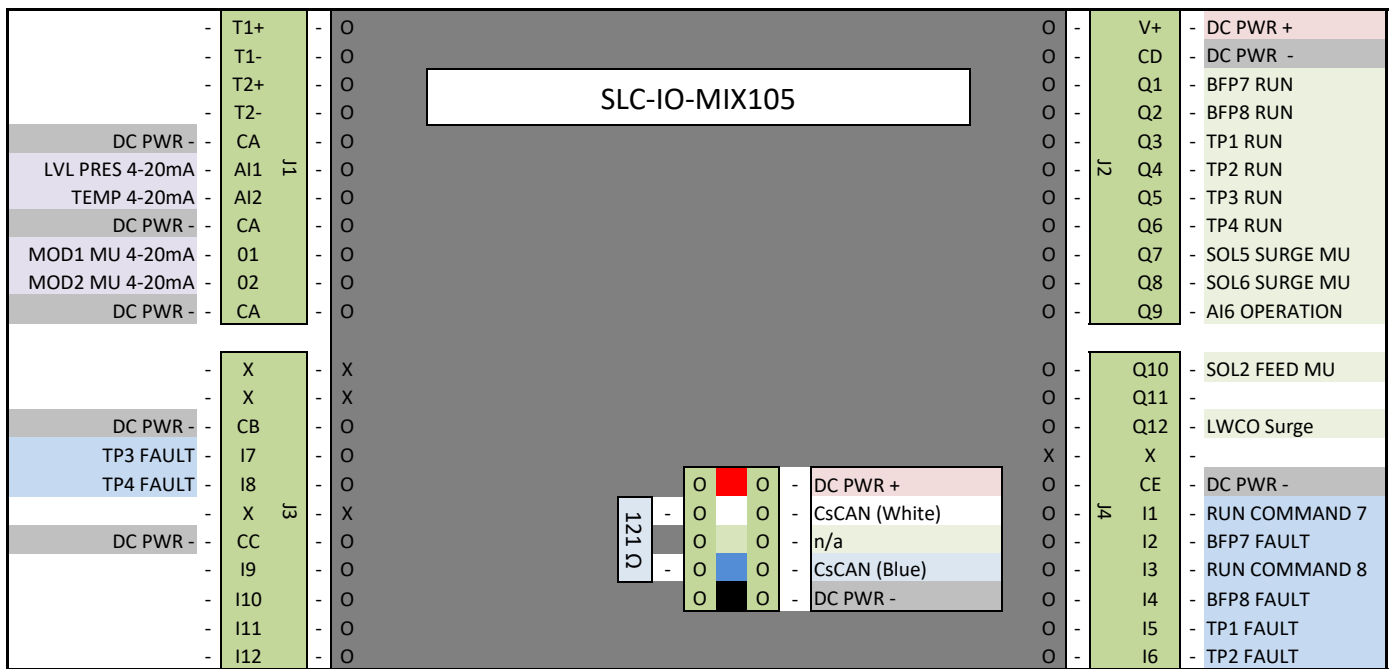 - T1+ - O O - V+ - DC PWR +
- T1- - O O - CD - DC PWR -
- T2+ - O O - Q1 - BFP7 RUN
SLC-IO-MIX105
- T2- - O O - Q2 - BFP8 RUN
DC PWR - - CA - O O - Q3 - TP1 RUN
LVL PRES 4-20mA - AI1 J1 - O O - J2 Q4 - TP2 RUN
TEMP 4-20mA - AI2 - O O - Q5 - TP3 RUN
DC PWR - - CA - O O - Q6 - TP4 RUN
MOD1 MU 4-20mA - 01 - O O - Q7 - SOL5 SURGE MU
MOD2 MU 4-20mA - 02 - O O - Q8 - SOL6 SURGE MU
DC PWR - - CA - O O - Q9 - AI6 OPERATION
- X - X O - Q10 - SOL2 FEED MU
- X - X O - Q11 -
DC PWR - - CB - O O - Q12 - LWCO Surge
TP3 FAULT - I7 - O X - X -
TP4 FAULT - I8 - O O O - DC PWR + O - CE - DC PWR -
- X J3 - X 121 Ω - O O - CsCAN (White) O - J4 I1 - RUN COMMAND 7
DC PWR - - CC - O O O - n/a O - I2 - BFP7 FAULT
- I9 - O - O O - CsCAN (Blue) O - I3 - RUN COMMAND 8
- I10 - O O O - DC PWR - O - I4 - BFP8 FAULT
- I11 - O O - I5 - TP1 FAULT
- I12 - O O - I6 - TP2 FAULT